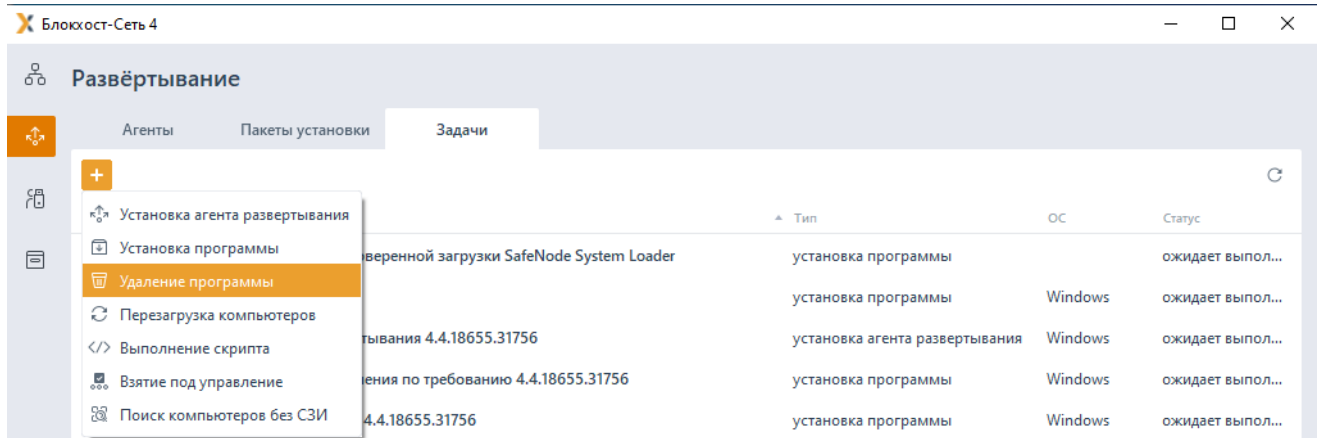 Блокхост-Сеть 4
Развёртывание
Агенты Пакеты установки Задачи
Установка агента развертывания
Тип ОС Статус
Установка программы
веренной загрузки SafeNode System Loader установка программы ожидает выпол...
Удаление программы
установка программы Windows ожидает выпол...
Перезагрузка компьютеров
тывания 4.4.18655.31756 установка агента развертывания Windows ожидает выпол...
Выполнение скрипта
ения по требованию 4.4.18655.31756 установка программы Windows ожидает выпол...
Взятие под управление
Поиск компьютеров без СЗИ
4.4.18655.31756 установка программы Windows ожидает выпол...